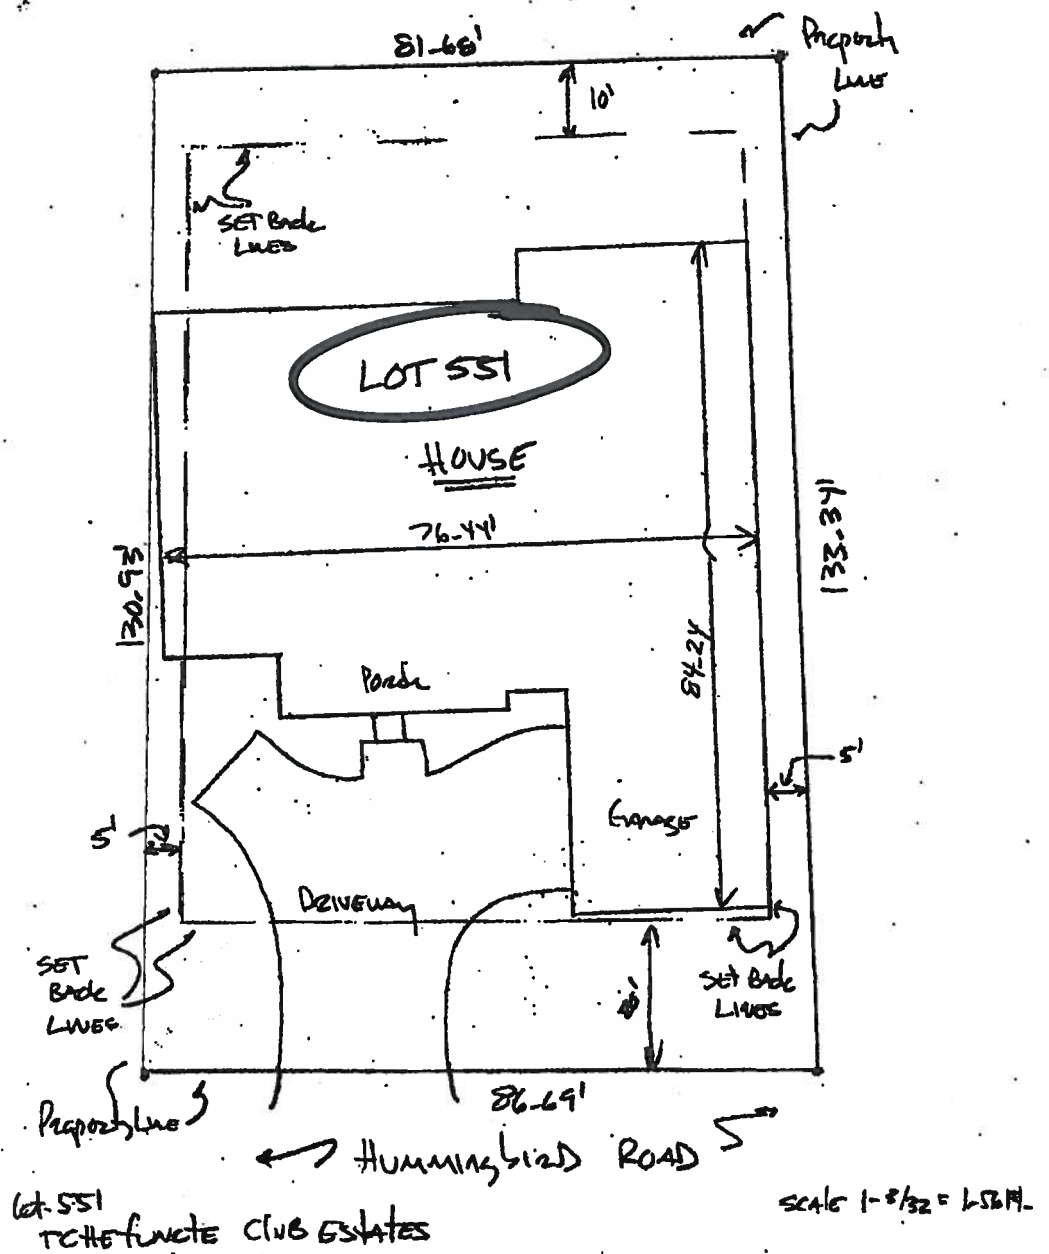 81-68'
Property
Line
10'
SET Back
LINES
LOT 551
HOUSE
76-44'
130.93'
133.34'
84-24
Porch
5'
Garage
5'
DRIVEWAY
SET
Back
LINES
SET Back
LINES
86-69'
Property Line
Hummingbird ROAD
Lot 551
TCHefuncTe Club EstATES
SCALE